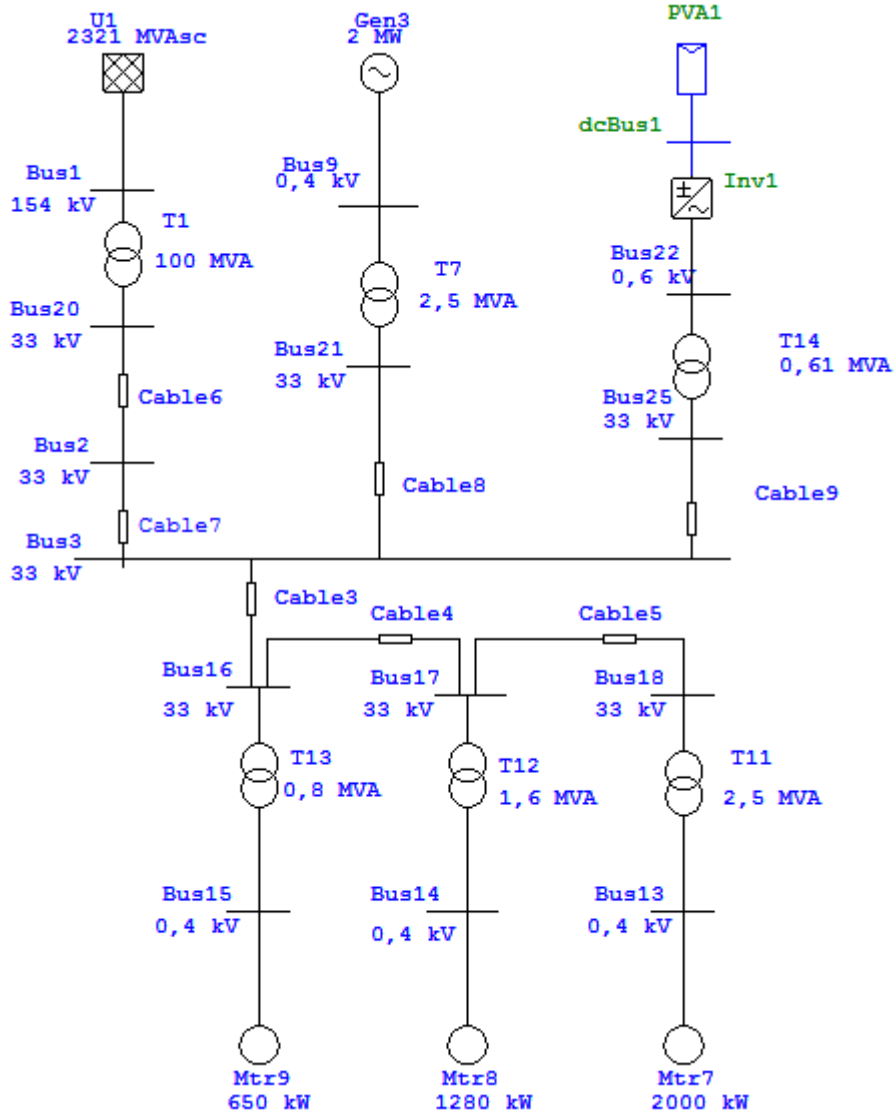 U1
2321 MVAsc
Gen3
2 MW
PVA1
dcBus1
Inv1
Bus1
154 kV
T1
100 MVA
Bus9
0,4 kV
T7
2,5 MVA
Bus22
0,6 kV
T14
0,61 MVA
Bus20
33 kV
Bus21
33 kV
Bus25
33 kV
Cable6
Bus2
33 kV
Cable8
Cable9
Cable7
Bus3
33 kV
Cable3
Cable4
Cable5
Bus16
33 kV
Bus17
33 kV
Bus18
33 kV
T13
0,8 MVA
T12
1,6 MVA
T11
2,5 MVA
Bus15
0,4 kV
Bus14
0,4 kV
Bus13
0,4 kV
Mtr9
650 kW
Mtr8
1280 kW
Mtr7
2000 kW